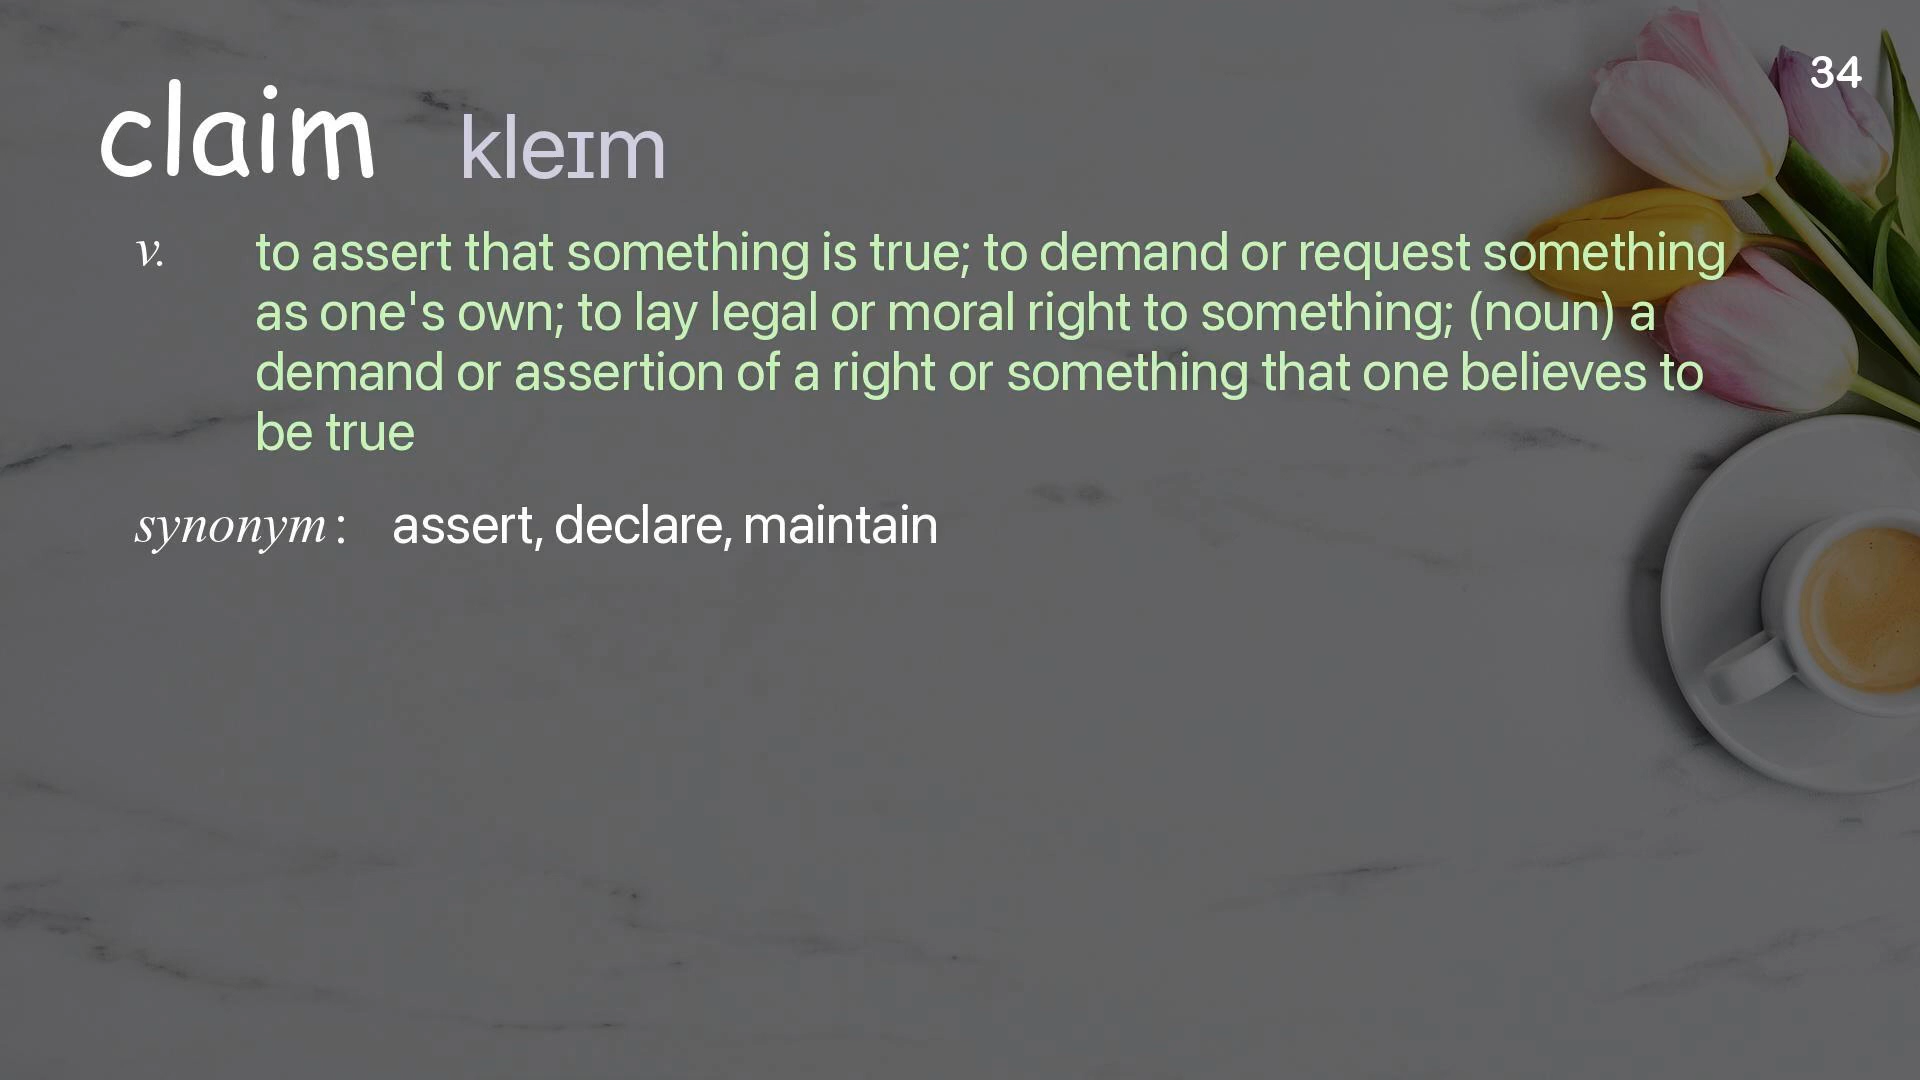 34
claim kleɪm
v. to assert that something is true; to demand or request something
as one's own; to lay legal or moral right to something; (noun) a
demand or assertion of a right or something that one believes to
be true
synonym : assert, declare, maintain